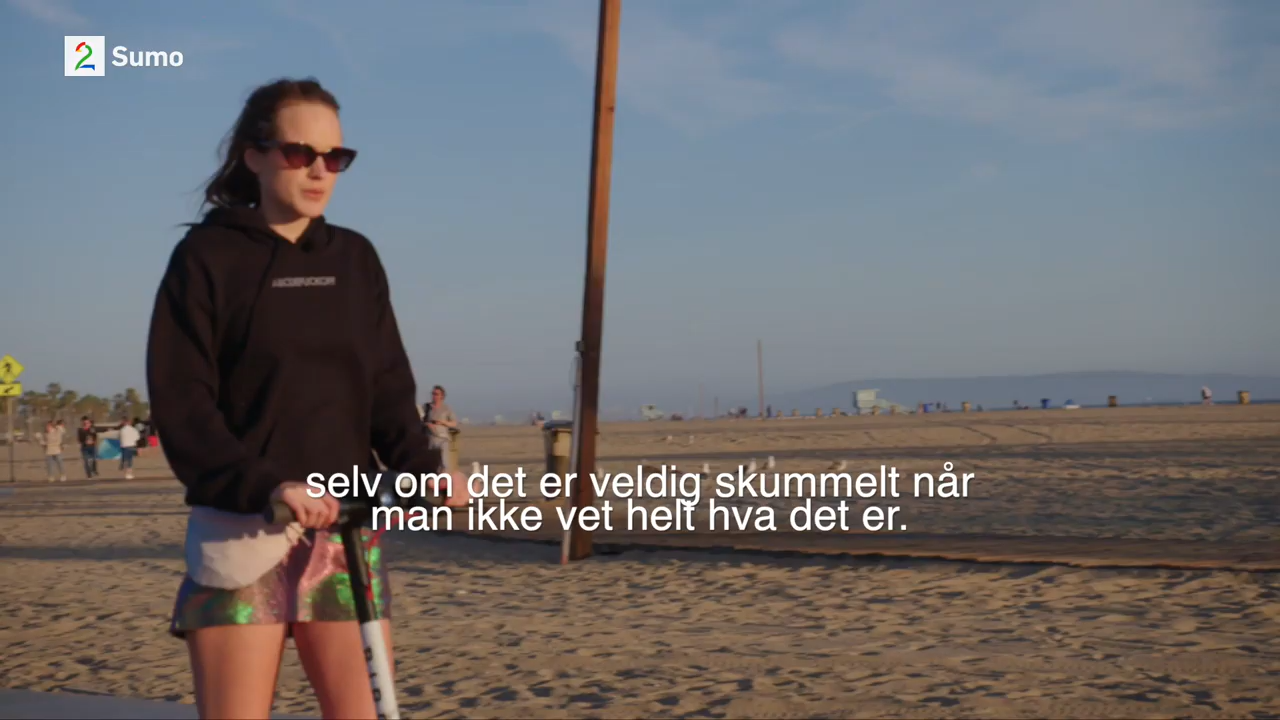 2 Sumo
selv om det er veldig skummelt når
man ikke vet helt hva det er.